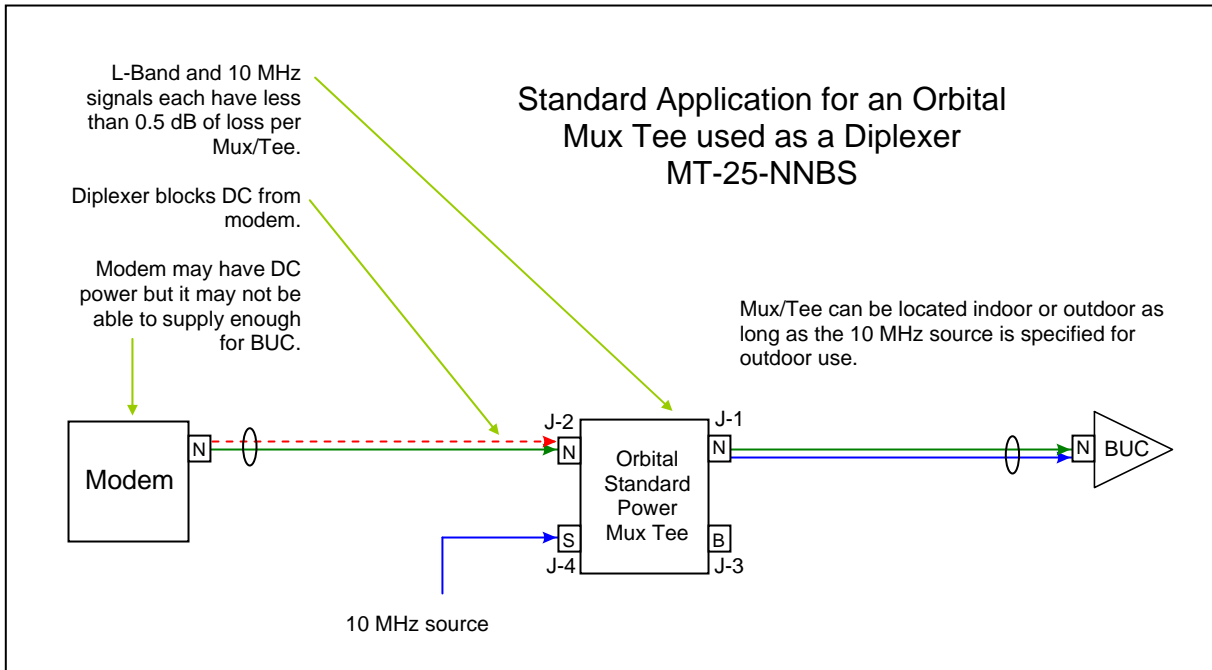 L-Band and 10 MHz
signals each have less
than 0.5 dB of loss per
Mux/Tee.
Standard Application for an Orbital
Mux Tee used as a Diplexer
MT-25-NNBS
Diplexer blocks DC from
modem.
Modem may have DC
power but it may not be
able to supply enough
for BUC.
Mux/Tee can be located indoor or outdoor as
long as the 10 MHz source is specified for
outdoor use.
Modem
N
J-2
N
Orbital
Standard
Power
Mux Tee
J-1
N
N
BUC
S
J-4
B
J-3
10 MHz source